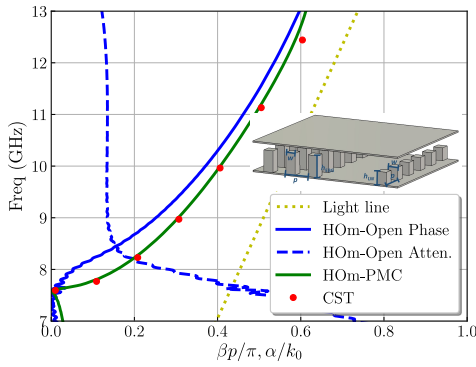 13
12
11
10
9
8
7
Freq (GHz)
w
p
w
p
Light line
HOm-Open Phase
HOm-Open Atten.
HOm-PMC
CST
0.0 0.2 0.4 0.6 0.8 1.0
βp/π, α/k₀